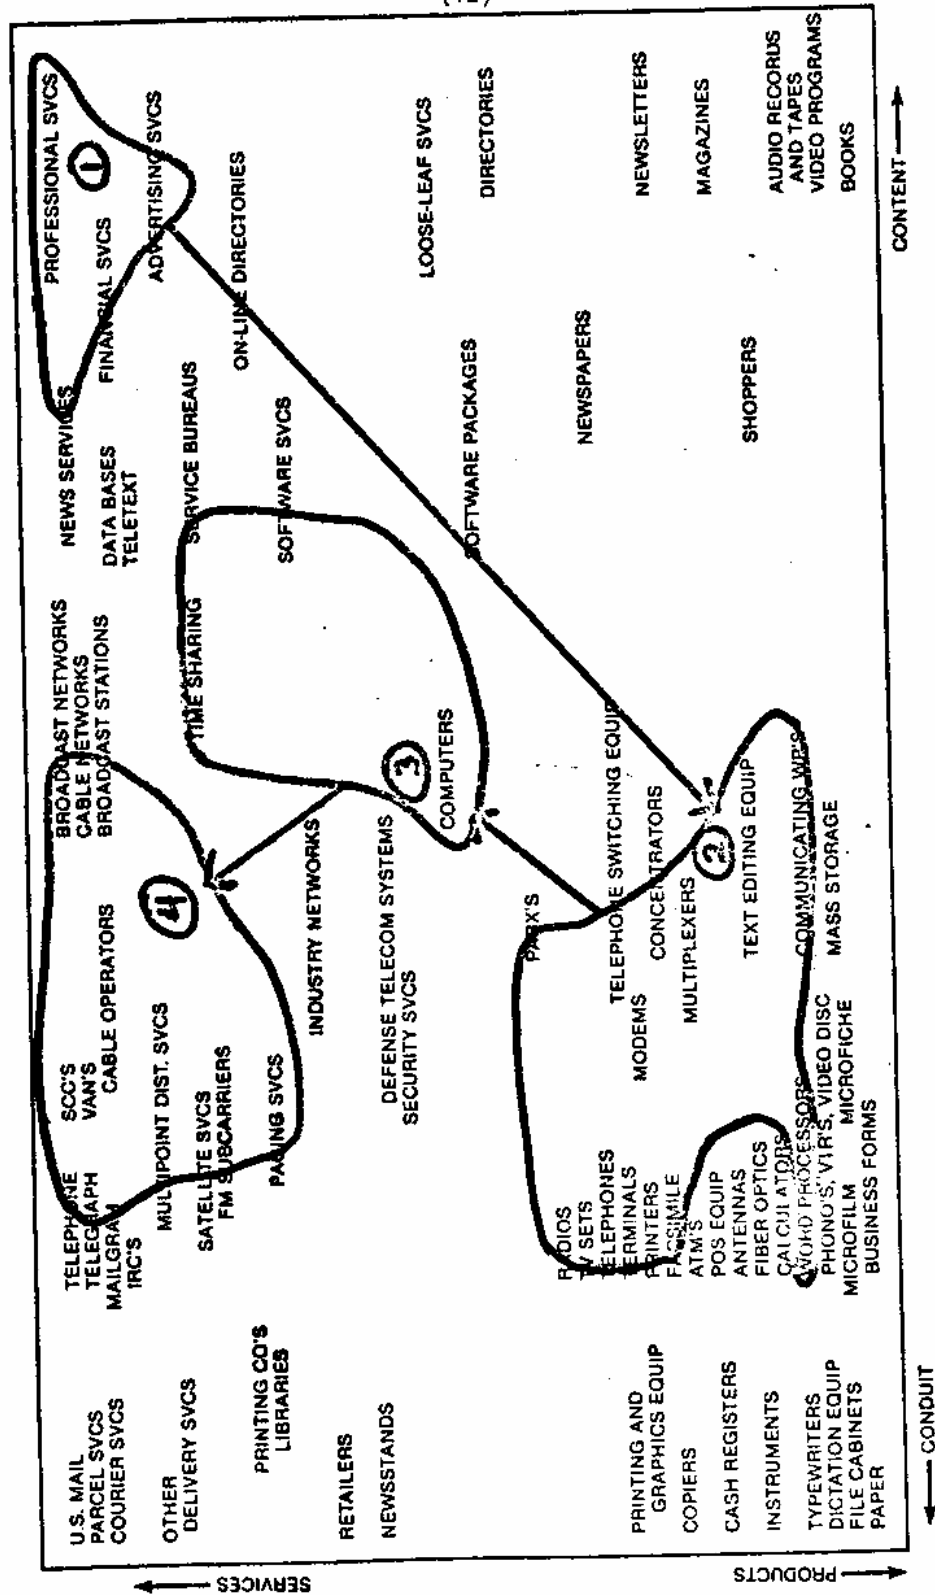 U.S. MAIL
PARCEL SVCS
COURIER SVCS
OTHER
DELIVERY SVCS
PRINTING CO'S
LIBRARIES
RETAILERS
NEWSSTANDS
PRINTING AND
GRAPHICS EQUIP
COPIERS
CASH REGISTERS
INSTRUMENTS
TYPEWRITERS
DICTATION EQUIP
FILE CABINETS
PAPER
TELEPHONE
TELEGRAPH
MAILGRAM
IRC'S
SCC'S
VAN'S
CABLE OPERATORS
MULTIPOINT DIST. SVCS
SATELLITE SVCS
FM SUBCARRIERS
PAGING SVCS
4
BROADCAST NETWORKS
CABLE NETWORKS
BROADCAST STATIONS
INDUSTRY NETWORKS
DEFENSE TELECOM SYSTEMS
SECURITY SVCS
TIME SHARING
3
COMPUTERS
RADIOS
TV SETS
TELEPHONES
TERMINALS
PRINTERS
FACSIMILE
ATM'S
POS EQUIP
ANTENNAS
FIBER OPTICS
CALCULATORS
WORD PROCESSORS
PHONO'S, VTR'S, VIDEO DISC
MICROFILM
MICROFICHE
BUSINESS FORMS
PABX'S
TELEPHONE SWITCHING EQUIP
MODEMS
CONCENTRATORS
MULTIPLEXERS
2
TEXT EDITING EQUIP
COMMUNICATING WP'S
MASS STORAGE
NEWS SERVICES
DATA BASES
TELETEXT
SERVICE BUREAUS
SOFTWARE SVCS
SOFTWARE PACKAGES
NEWSPAPERS
SHOPPERS
PROFESSIONAL SVCS
1
FINANCIAL SVCS
ADVERTISING SVCS
ON-LINE DIRECTORIES
LOOSE-LEAF SVCS
DIRECTORIES
NEWSLETTERS
MAGAZINES
AUDIO RECORDS
AND TAPES
VIDEO PROGRAMS
BOOKS
SERVICES
PRODUCTS
CONDUIT
CONTENT